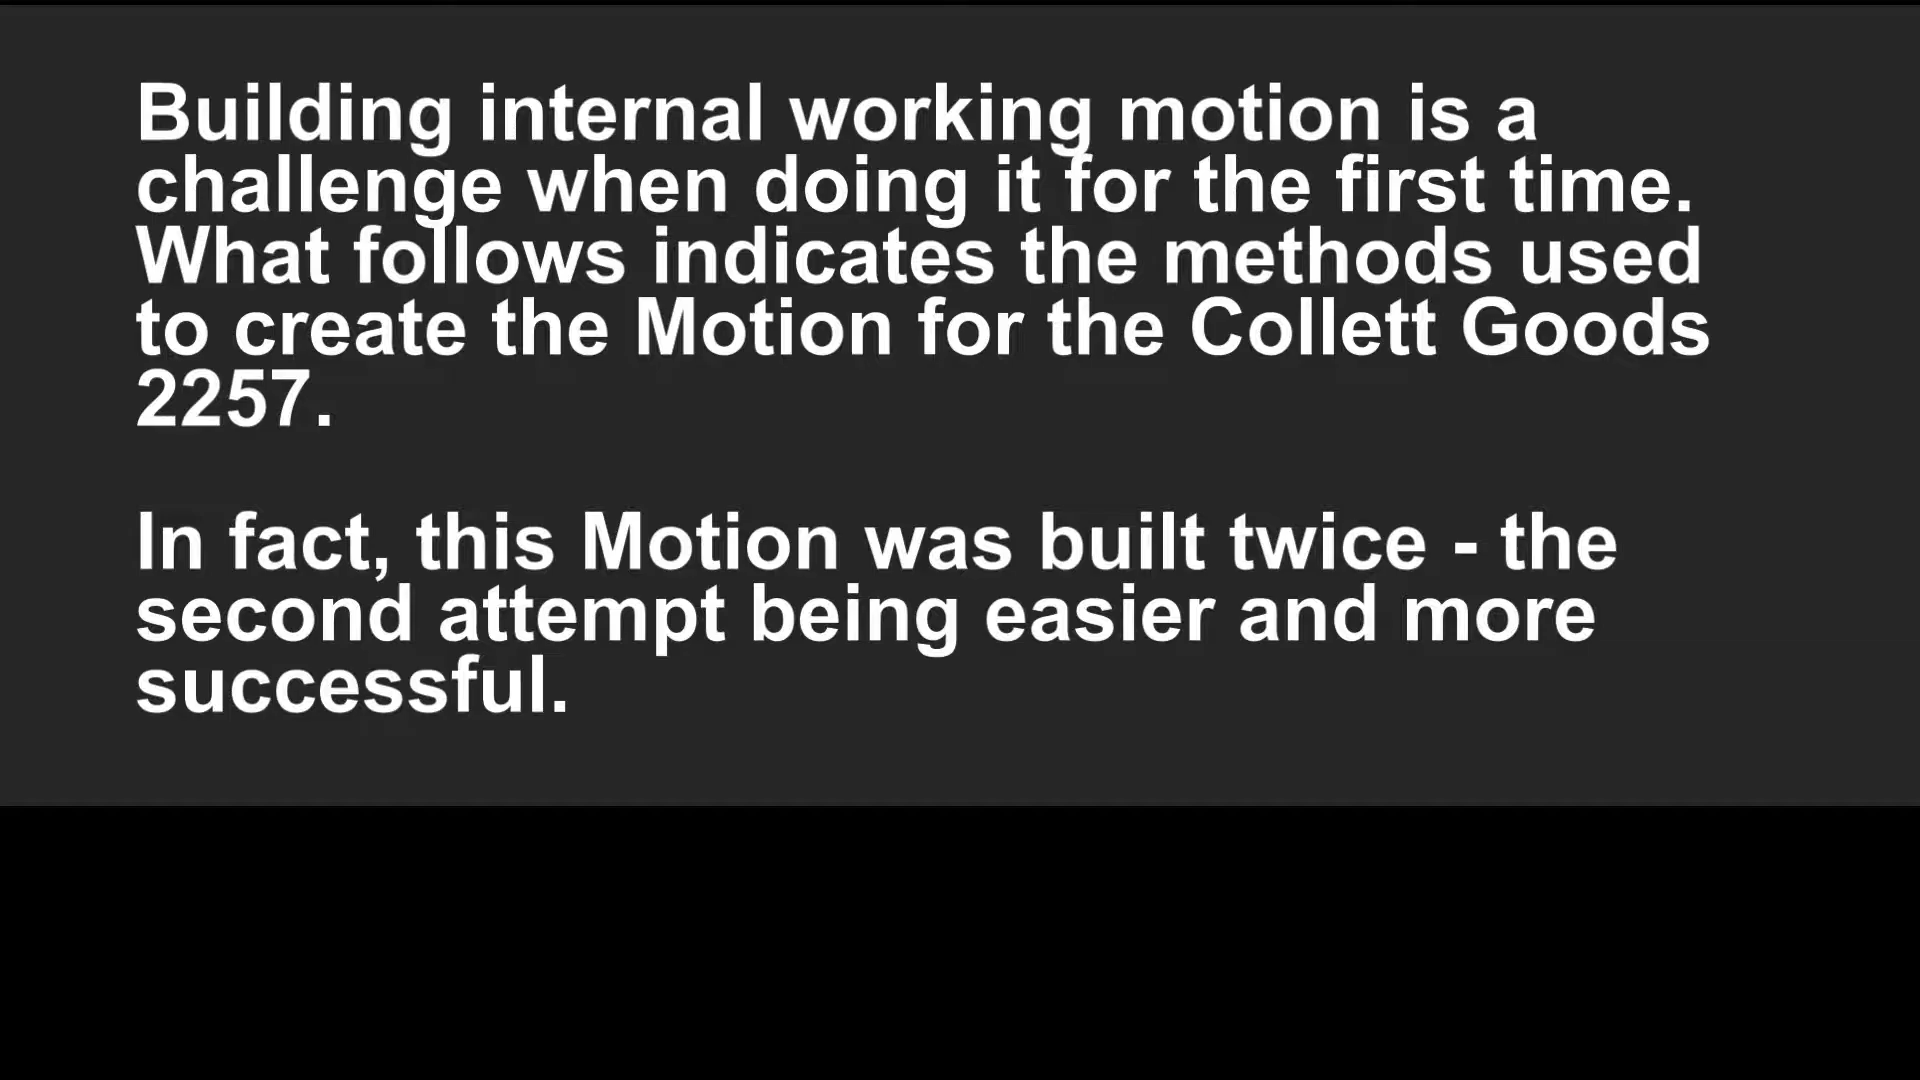 Building internal working motion is a
challenge when doing it for the first time.
What follows indicates the methods used
to create the Motion for the Collett Goods
2257.
In fact, this Motion was built twice - the
second attempt being easier and more
successful.